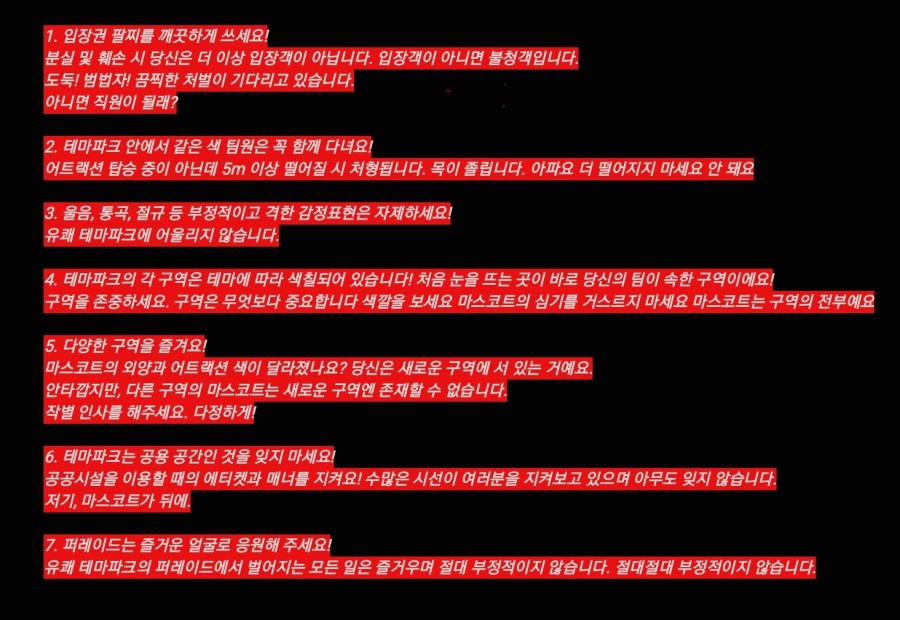 1. 입장권 팔찌를 깨끗하게 쓰세요!
분실 및 훼손 시 당신은 더 이상 입장객이 아닙니다. 입장객이 아니면 불청객입니다.
도둑! 범법자! 끔찍한 처벌이 기다리고 있습니다.
아니면 직원이 될래?
2. 테마파크 안에서 같은 색 팀원은 꼭 함께 다녀요!
어트랙션 탑승 중이 아닌데 5m 이상 떨어질 시 처형됩니다. 목이 졸립니다. 아파요 더 떨어지지 마세요 안 돼요
3. 울음, 통곡, 절규 등 부정적이고 격한 감정표현은 자제하세요!
유쾌 테마파크에 어울리지 않습니다.
4. 테마파크의 각 구역은 테마에 따라 색칠되어 있습니다! 처음 눈을 뜨는 곳이 바로 당신의 팀이 속한 구역이에요!
구역을 존중하세요. 구역은 무엇보다 중요합니다 색깔을 보세요 마스코트의 심기를 거스르지 마세요 마스코트는 구역의 전부예요
5. 다양한 구역을 즐겨요!
마스코트의 외양과 어트랙션 색이 달라졌나요? 당신은 새로운 구역에 서 있는 거예요.
안타깝지만, 다른 구역의 마스코트는 새로운 구역엔 존재할 수 없습니다.
작별 인사를 해주세요. 다정하게!
6. 테마파크는 공용 공간인 것을 잊지 마세요!
공공시설을 이용할 때의 에티켓과 매너를 지켜요! 수많은 시선이 여러분을 지켜보고 있으며 아무도 잊지 않습니다.
저기, 마스코트가 뒤에.
7. 퍼레이드는 즐거운 얼굴로 응원해 주세요!
유쾌 테마파크의 퍼레이드에서 벌어지는 모든 일은 즐거우며 절대 부정적이지 않습니다. 절대절대 부정적이지 않습니다.